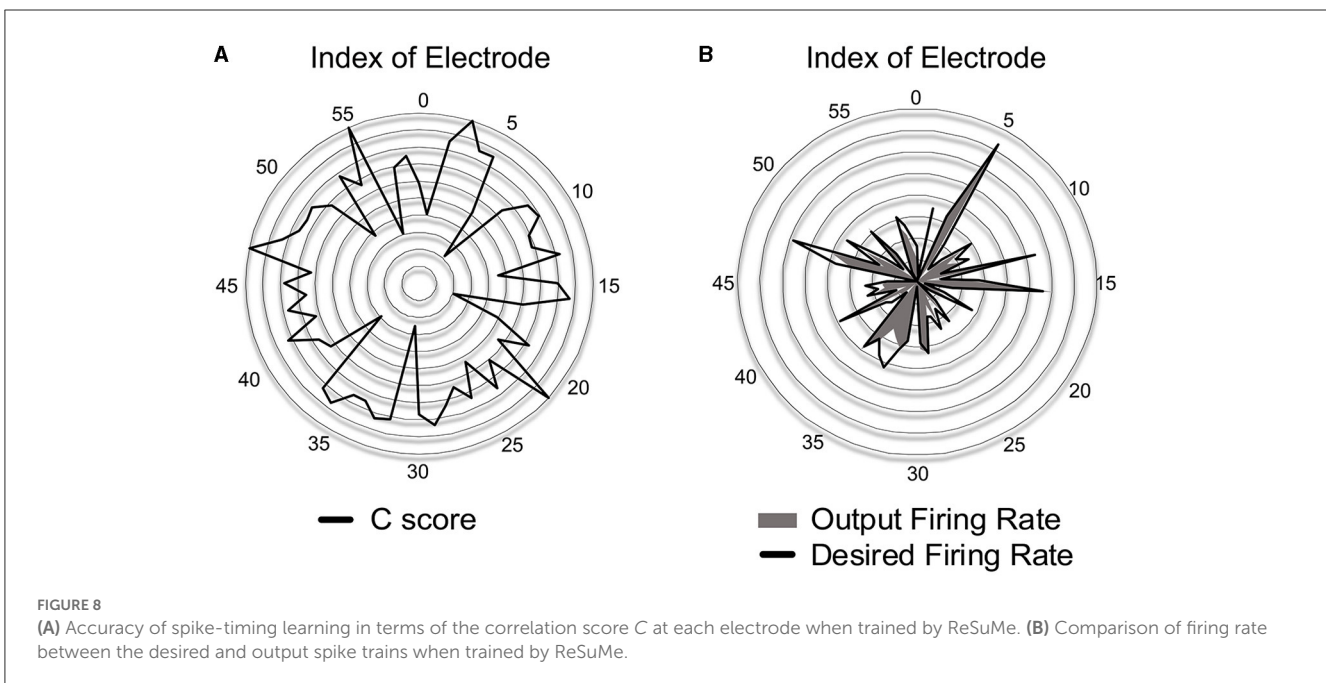 A
Index of Electrode
0
5
10
15
20
25
30
35
40
45
50
55
C score
B
Index of Electrode
0
5
10
15
20
25
30
35
40
45
50
55
Output Firing Rate
Desired Firing Rate
FIGURE 8
(A) Accuracy of spike-timing learning in terms of the correlation score C at each electrode when trained by ReSuMe. (B) Comparison of firing rate
between the desired and output spike trains when trained by ReSuMe.